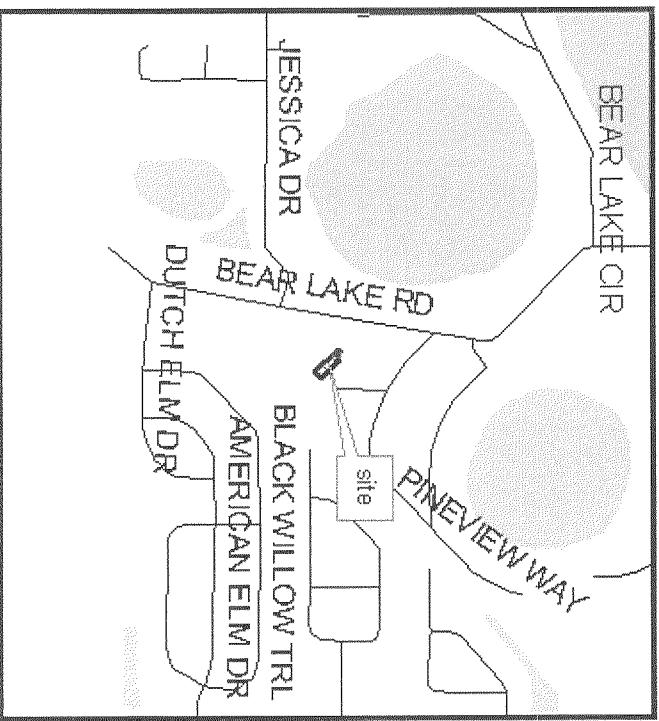 BEAR LAKE CIR
JESSICA DR
BEAR LAKE RD
DUTCH ELM DR
site
PINEVIEW WAY
BLACK WILLOW TRL
AMERICAN ELM DR